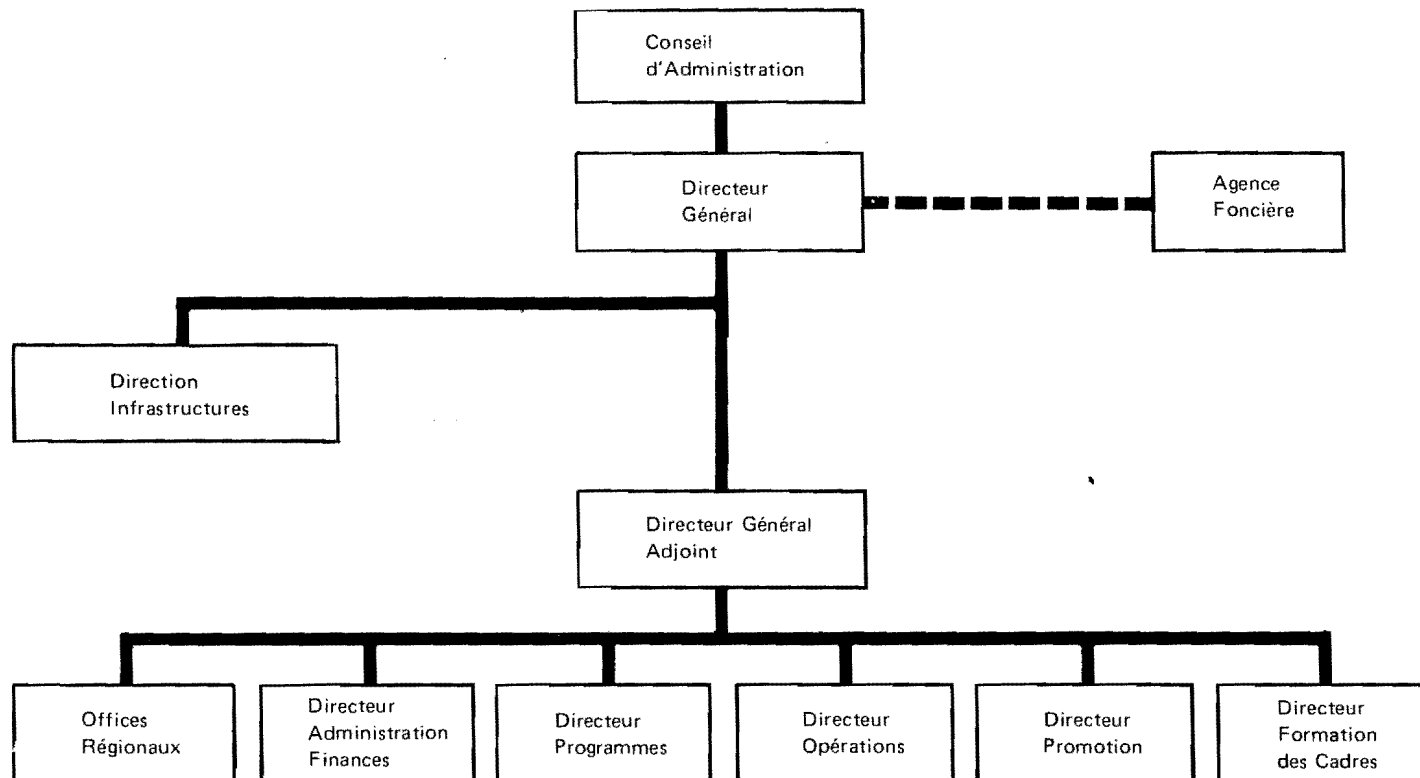 Conseil
d'Administration
Directeur
Général
Agence
Foncière
Direction
Infrastructures
Directeur Général
Adjoint
Offices
Régionaux
Directeur
Administration
Finances
Directeur
Programmes
Directeur
Opérations
Directeur
Promotion
Directeur
Formation
des Cadres